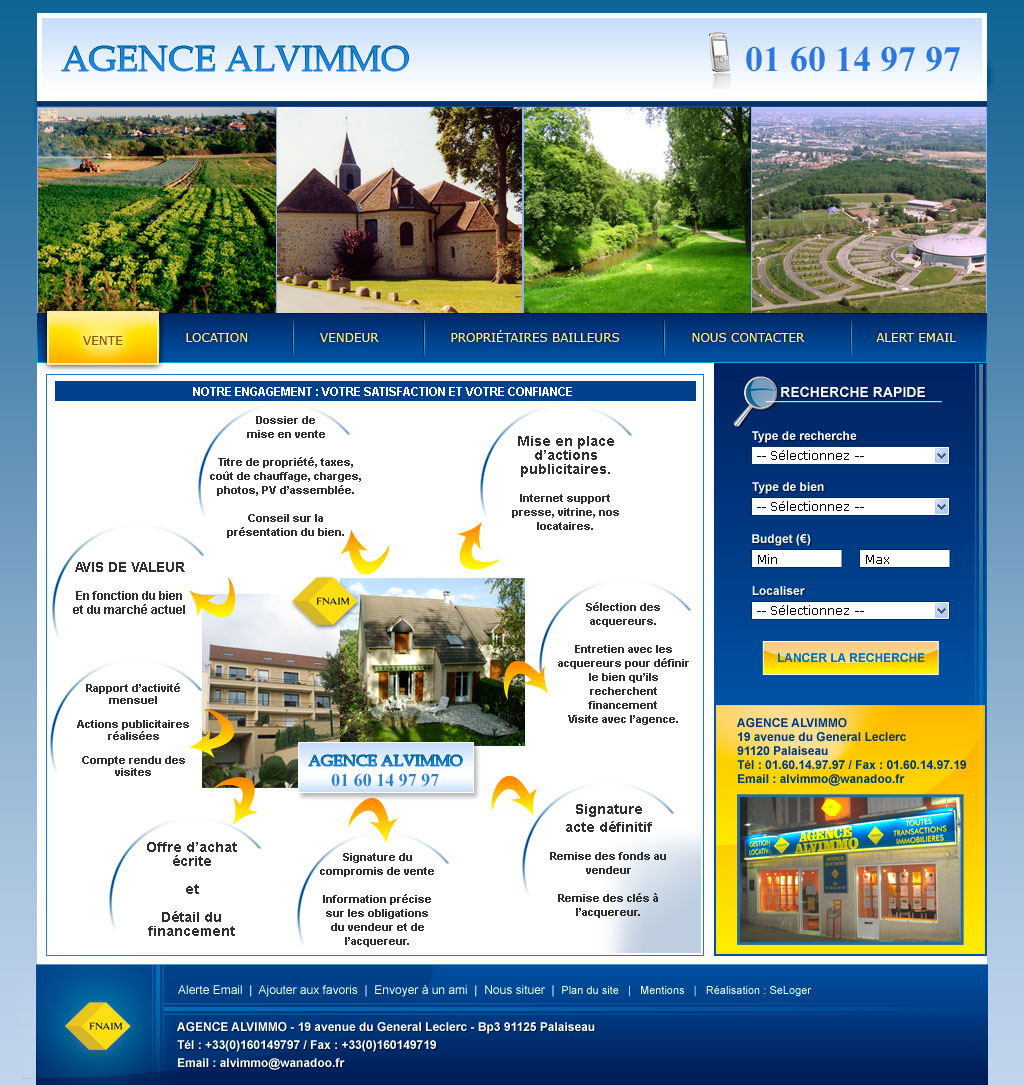 AGENCE ALVIMMO
01 60 14 97 97
VENTE
LOCATION
VENDEUR
PROPRIÉTAIRES BAILLEURS
NOUS CONTACTER
ALERT EMAIL
NOTRE ENGAGEMENT : VOTRE SATISFACTION ET VOTRE CONFIANCE
Dossier de
mise en vente
Titre de propriété, taxes,
coût de chauffage, charges,
photos, PV d'assemblée.
Conseil sur la
présentation du bien.
Mise en place
d'actions
publicitaires.
Internet support
presse, vitrine, nos
locataires.
AVIS DE VALEUR
En fonction du bien
et du marché actuel
FNAIM
Sélection des
acquereurs.
Entretien avec les
acquereurs pour définir
le bien qu'ils
recherchent
financement
Visite avec l'agence.
Rapport d'activité
mensuel
Actions publicitaires
réalisées
Compte rendu des
visites
AGENCE ALVIMMO
01 60 14 97 97
Offre d'achat
écrite
et
Détail du
financement
Signature du
compromis de vente
Information précise
sur les obligations
du vendeur et de
l'acquereur.
Signature
acte définitif
Remise des fonds au
vendeur
Remise des clés à
l'acquereur.
RECHERCHE RAPIDE
Type de recherche
-- Sélectionnez --
Type de bien
-- Sélectionnez --
Budget (€)
Min
Max
Localiser
-- Sélectionnez --
LANCER LA RECHERCHE
AGENCE ALVIMMO
19 avenue du General Leclerc
91120 Palaiseau
Tél : 01.60.14.97.97 / Fax : 01.60.14.97.19
Email : alvimmo@wanadoo.fr
GESTION
LOCATIV
AGENCE
ALVIMMO
TOUTES
TRANSACTIONS
IMMOBILIERES
Alerte Email | Ajouter aux favoris | Envoyer à un ami | Nous situer | Plan du site | Mentions | Réalisation : SeLoger
FNAIM
AGENCE ALVIMMO - 19 avenue du General Leclerc - Bp3 91125 Palaiseau
Tél : +33(0)160149797 / Fax : +33(0)160149719
Email : alvimmo@wanadoo.fr